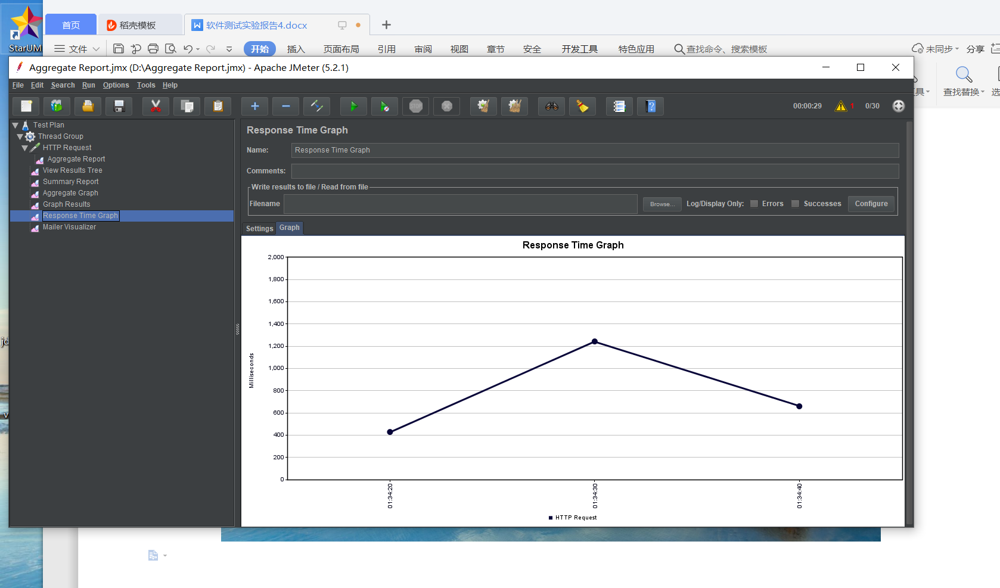 StarUM
首页
稻壳模板
软件测试实验报告4.docx
文件
开始
插入
页面布局
引用
审阅
视图
章节
安全
开发工具
特色应用
查找命令、搜索模板
未同步
分享
具
查找替换
选
Aggregate Report.jmx (D:\Aggregate Report.jmx) - Apache JMeter (5.2.1)
File Edit Search Run Options Tools Help
STOP
00:00:29
1
0/30
Test Plan
Thread Group
HTTP Request
Aggregate Report
View Results Tree
Summary Report
Aggregate Graph
Graph Results
Response Time Graph
Mailer Visualizer
Response Time Graph
Name: Response Time Graph
Comments:
Write results to file / Read from file
Filename Browse... Log/Display Only: Errors Successes Configure
Settings Graph
Response Time Graph
2,000
1,800
1,600
1,400
1,200
1,000
800
600
400
200
0
Milliseconds
01:34:20
01:34:30
01:34:40
HTTP Request
jd
v